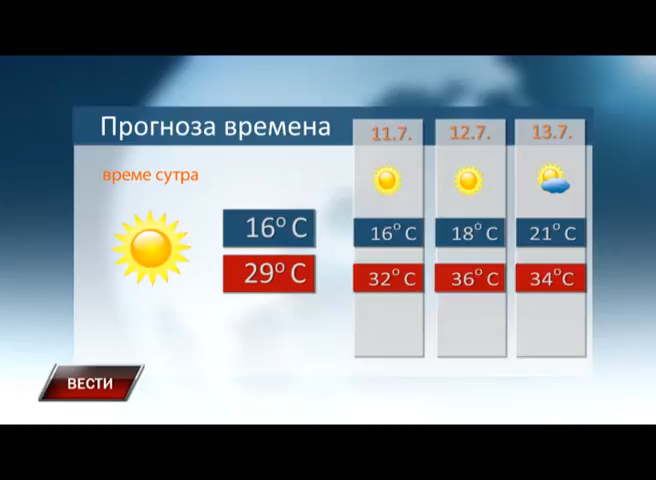 Прогноза времена
време сутра
16° C
29° C
11.7.
16° C
32° C
12.7.
18° C
36° C
13.7.
21° C
34°C
ВЕСТИ